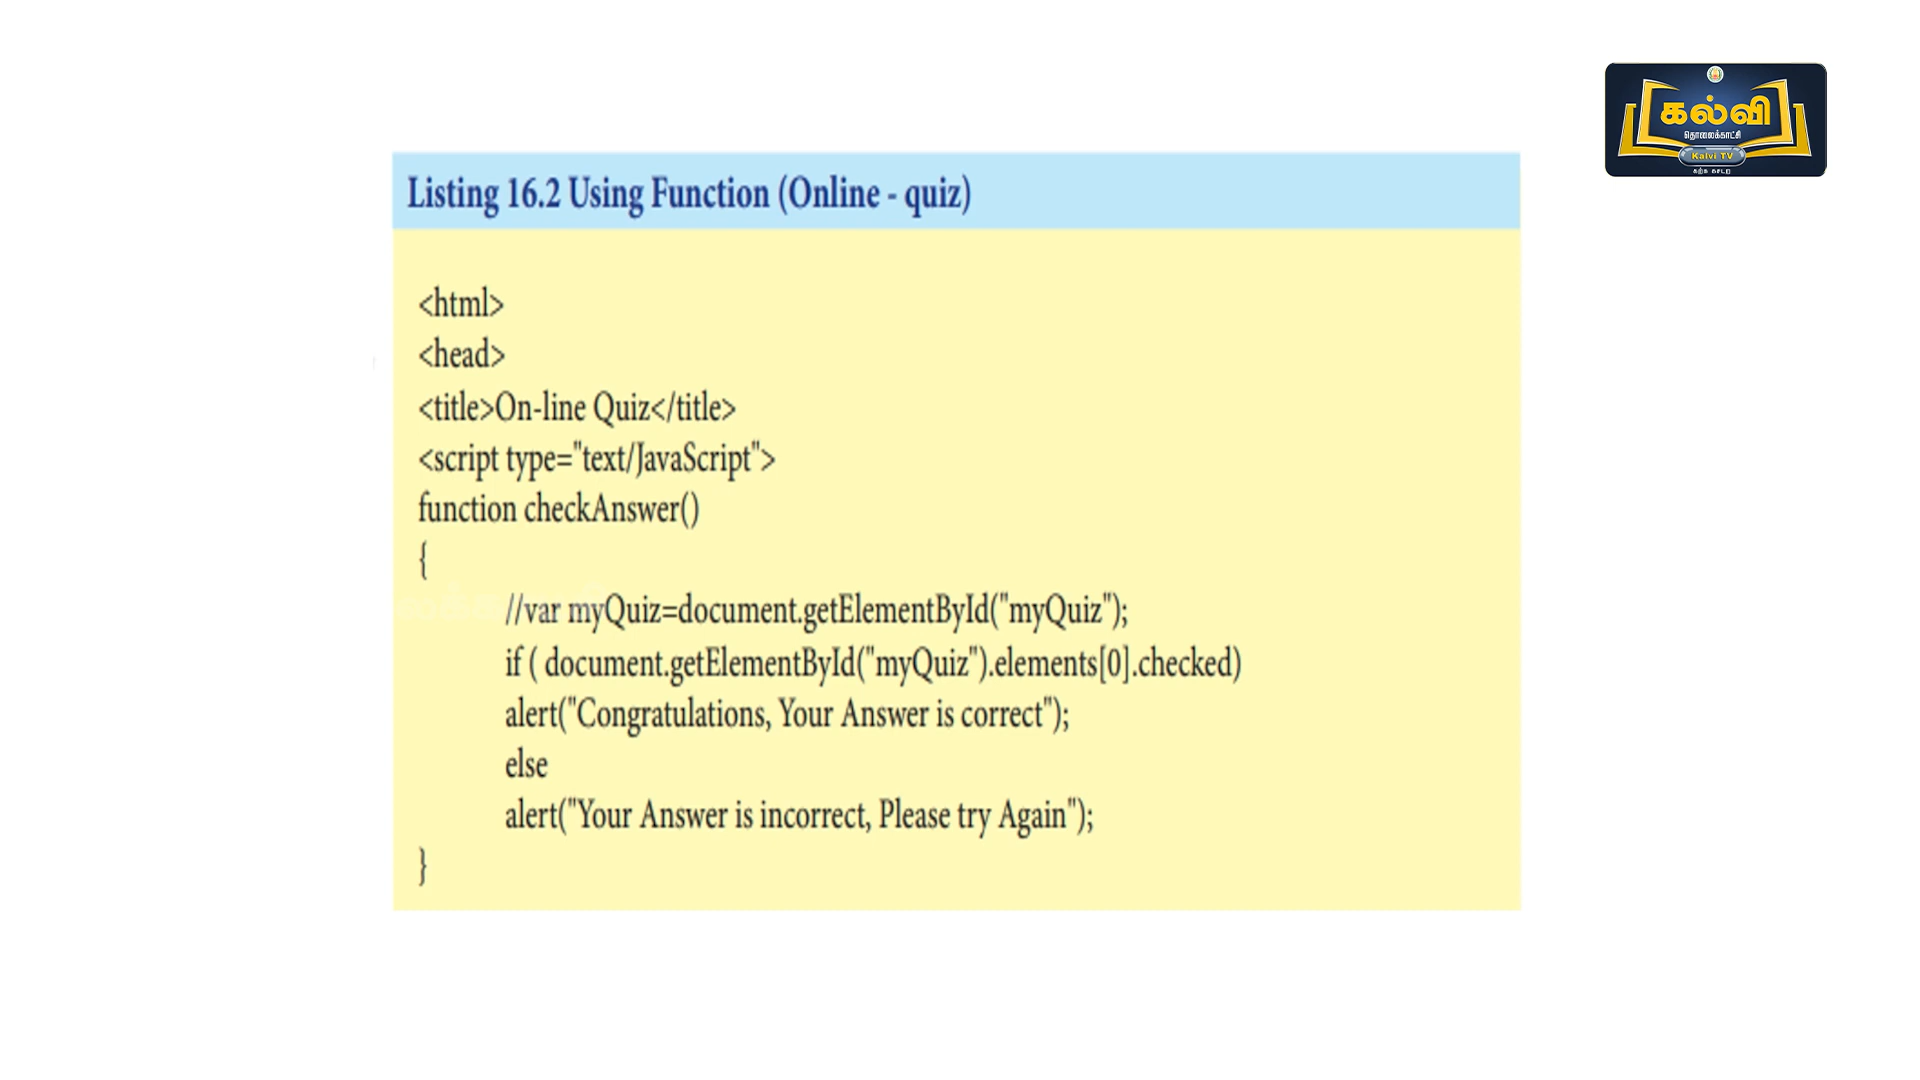 கல்வி
தொலைக்காட்சி
Kalvi TV
கற்க கசடற
Listing 16.2 Using Function (Online - quiz)
<html>
<head>
<title>On-line Quiz</title>
<script type="text/JavaScript">
function checkAnswer()
{
//var myQuiz=document.getElementById("myQuiz");
if ( document.getElementById("myQuiz").elements[0].checked)
alert("Congratulations, Your Answer is correct");
else
alert("Your Answer is incorrect, Please try Again");
}